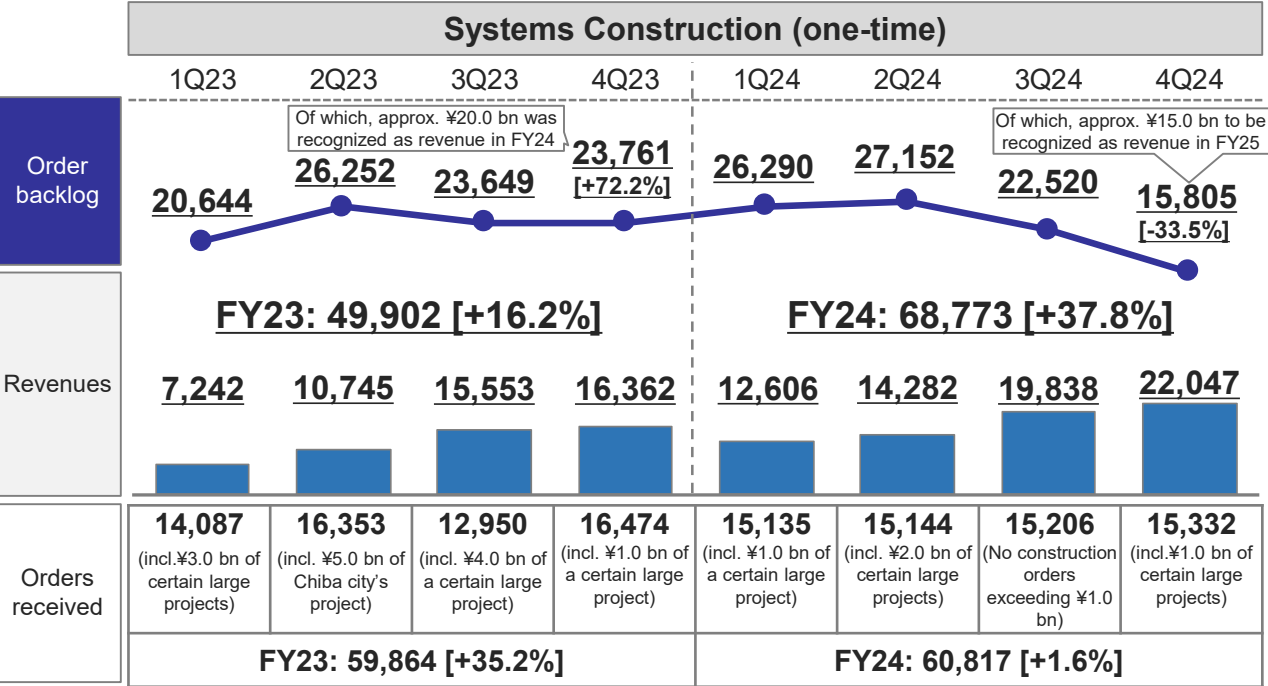 Systems Construction (one-time)
1Q23 2Q23 3Q23 4Q23 1Q24 2Q24 3Q24 4Q24
Order
backlog
Of which, approx. ¥20.0 bn was
recognized as revenue in FY24
Of which, approx. ¥15.0 bn to be
recognized as revenue in FY25
20,644
26,252
23,649
23,761
[+72.2%]
26,290
27,152
22,520
15,805
[-33.5%]
Revenues
FY23: 49,902 [+16.2%]
FY24: 68,773 [+37.8%]
7,242 10,745 15,553 16,362 12,606 14,282 19,838 22,047
Orders
received
14,087
(incl.¥3.0 bn of
certain large
projects)
16,353
(incl. ¥5.0 bn of
Chiba city's
project)
12,950
(incl. ¥4.0 bn of
a certain large
project)
16,474
(incl. ¥1.0 bn of
a certain large
project)
15,135
(incl. ¥1.0 bn of
a certain large
project)
15,144
(incl. ¥2.0 bn of
certain large
projects)
15,206
(No construction
orders
exceeding ¥1.0
bn)
15,332
(incl.¥1.0 bn of
certain large
projects)
FY23: 59,864 [+35.2%]
FY24: 60,817 [+1.6%]